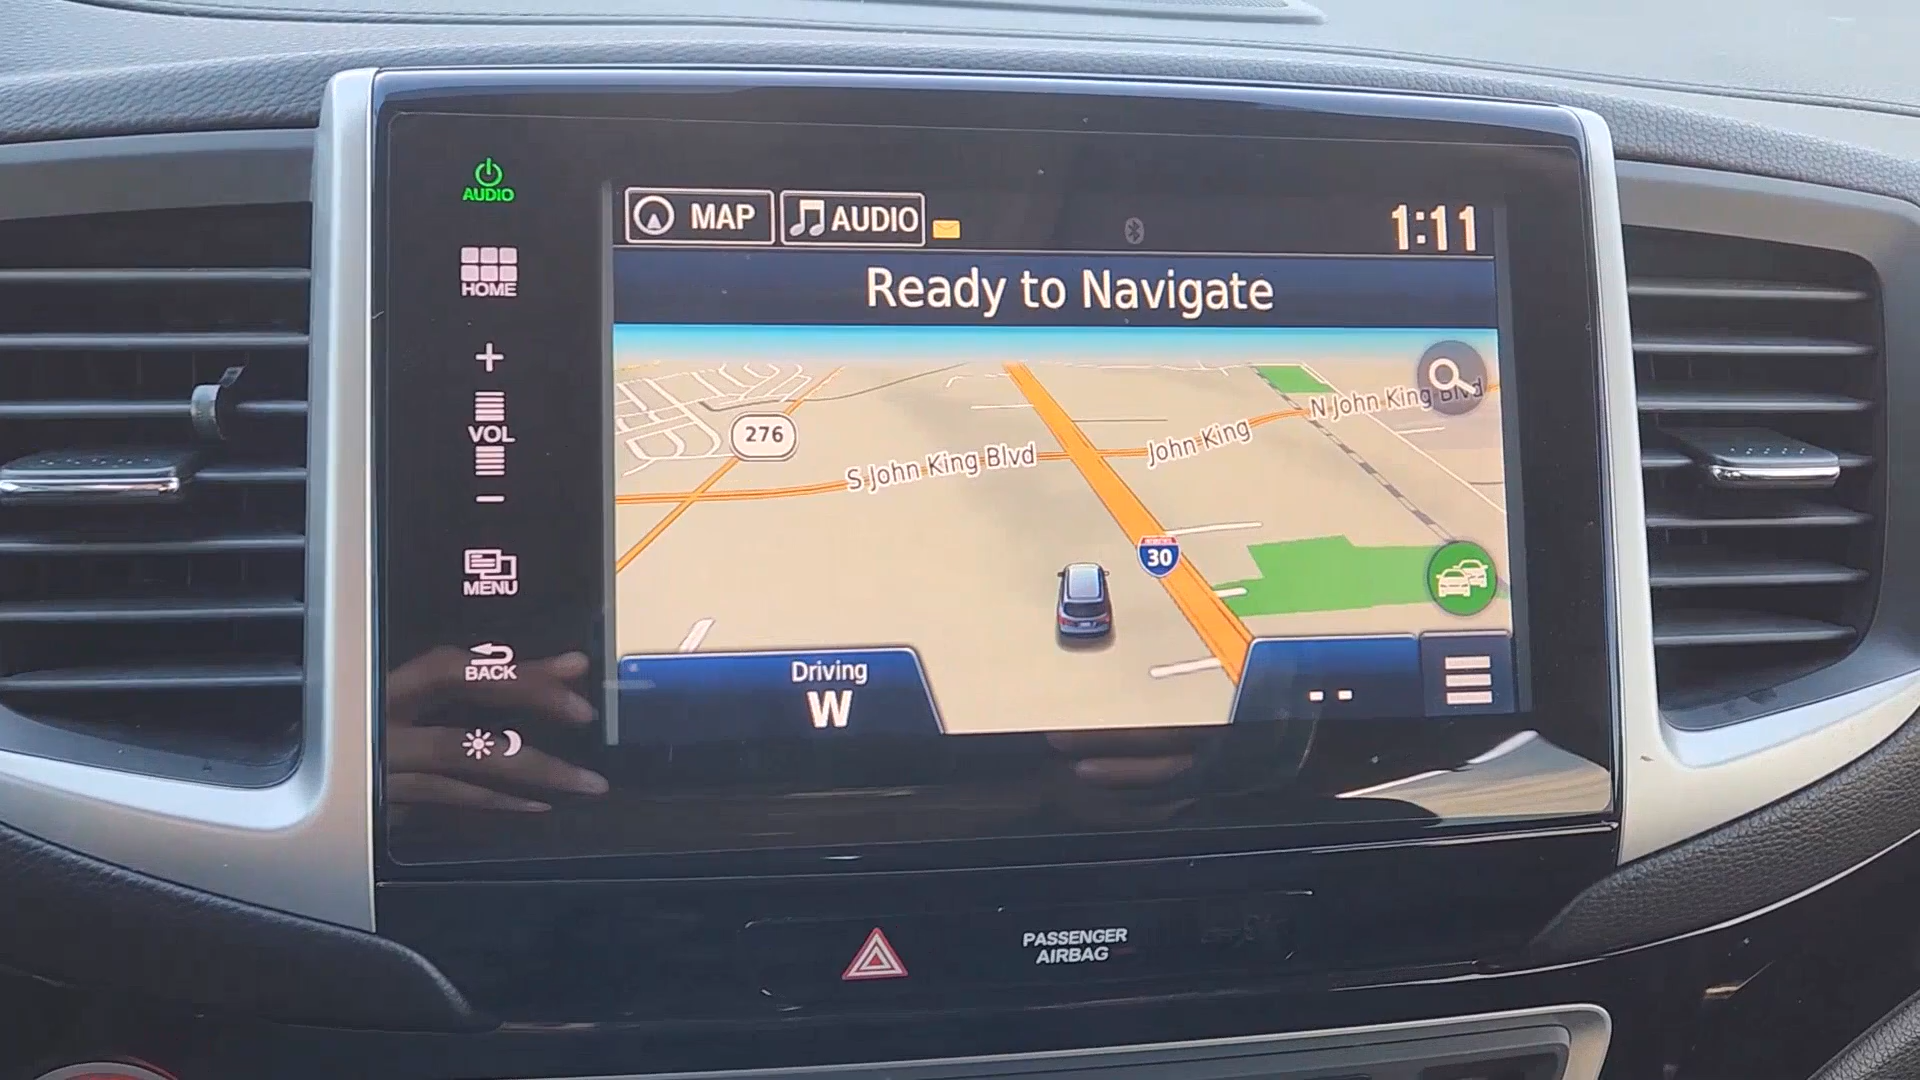 AUDIO
MAP
AUDIO
1:11
HOME
Ready to Navigate
N John King Blvd
276
John King
S John King Blvd
VOL
30
MENU
Driving
W
- -
BACK
PASSENGER
AIRBAG